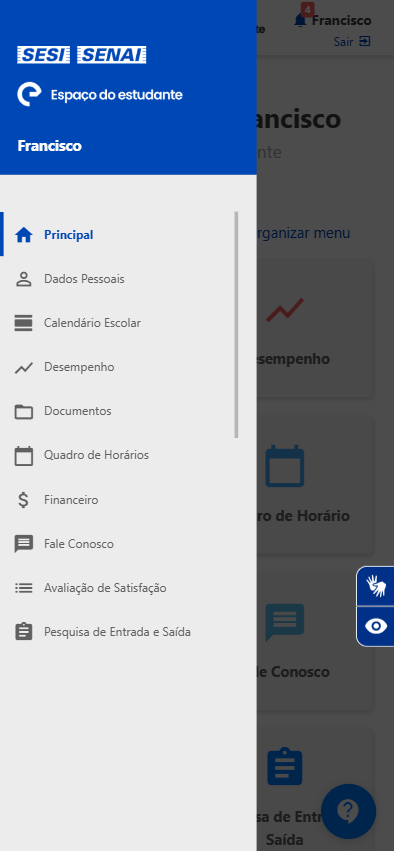 SESI SENAI
4
Francisco
Sair
Espaço do estudante
Francisco
Principal
Dados Pessoais
Calendário Escolar
Desempenho
Documentos
Quadro de Horários
Financeiro
Fale Conosco
Avaliação de Satisfação
Pesquisa de Entrada e Saída
ancisco
nte
rganizar menu
sempenho
ro de Horário
le Conosco
sa de Entr
Saída